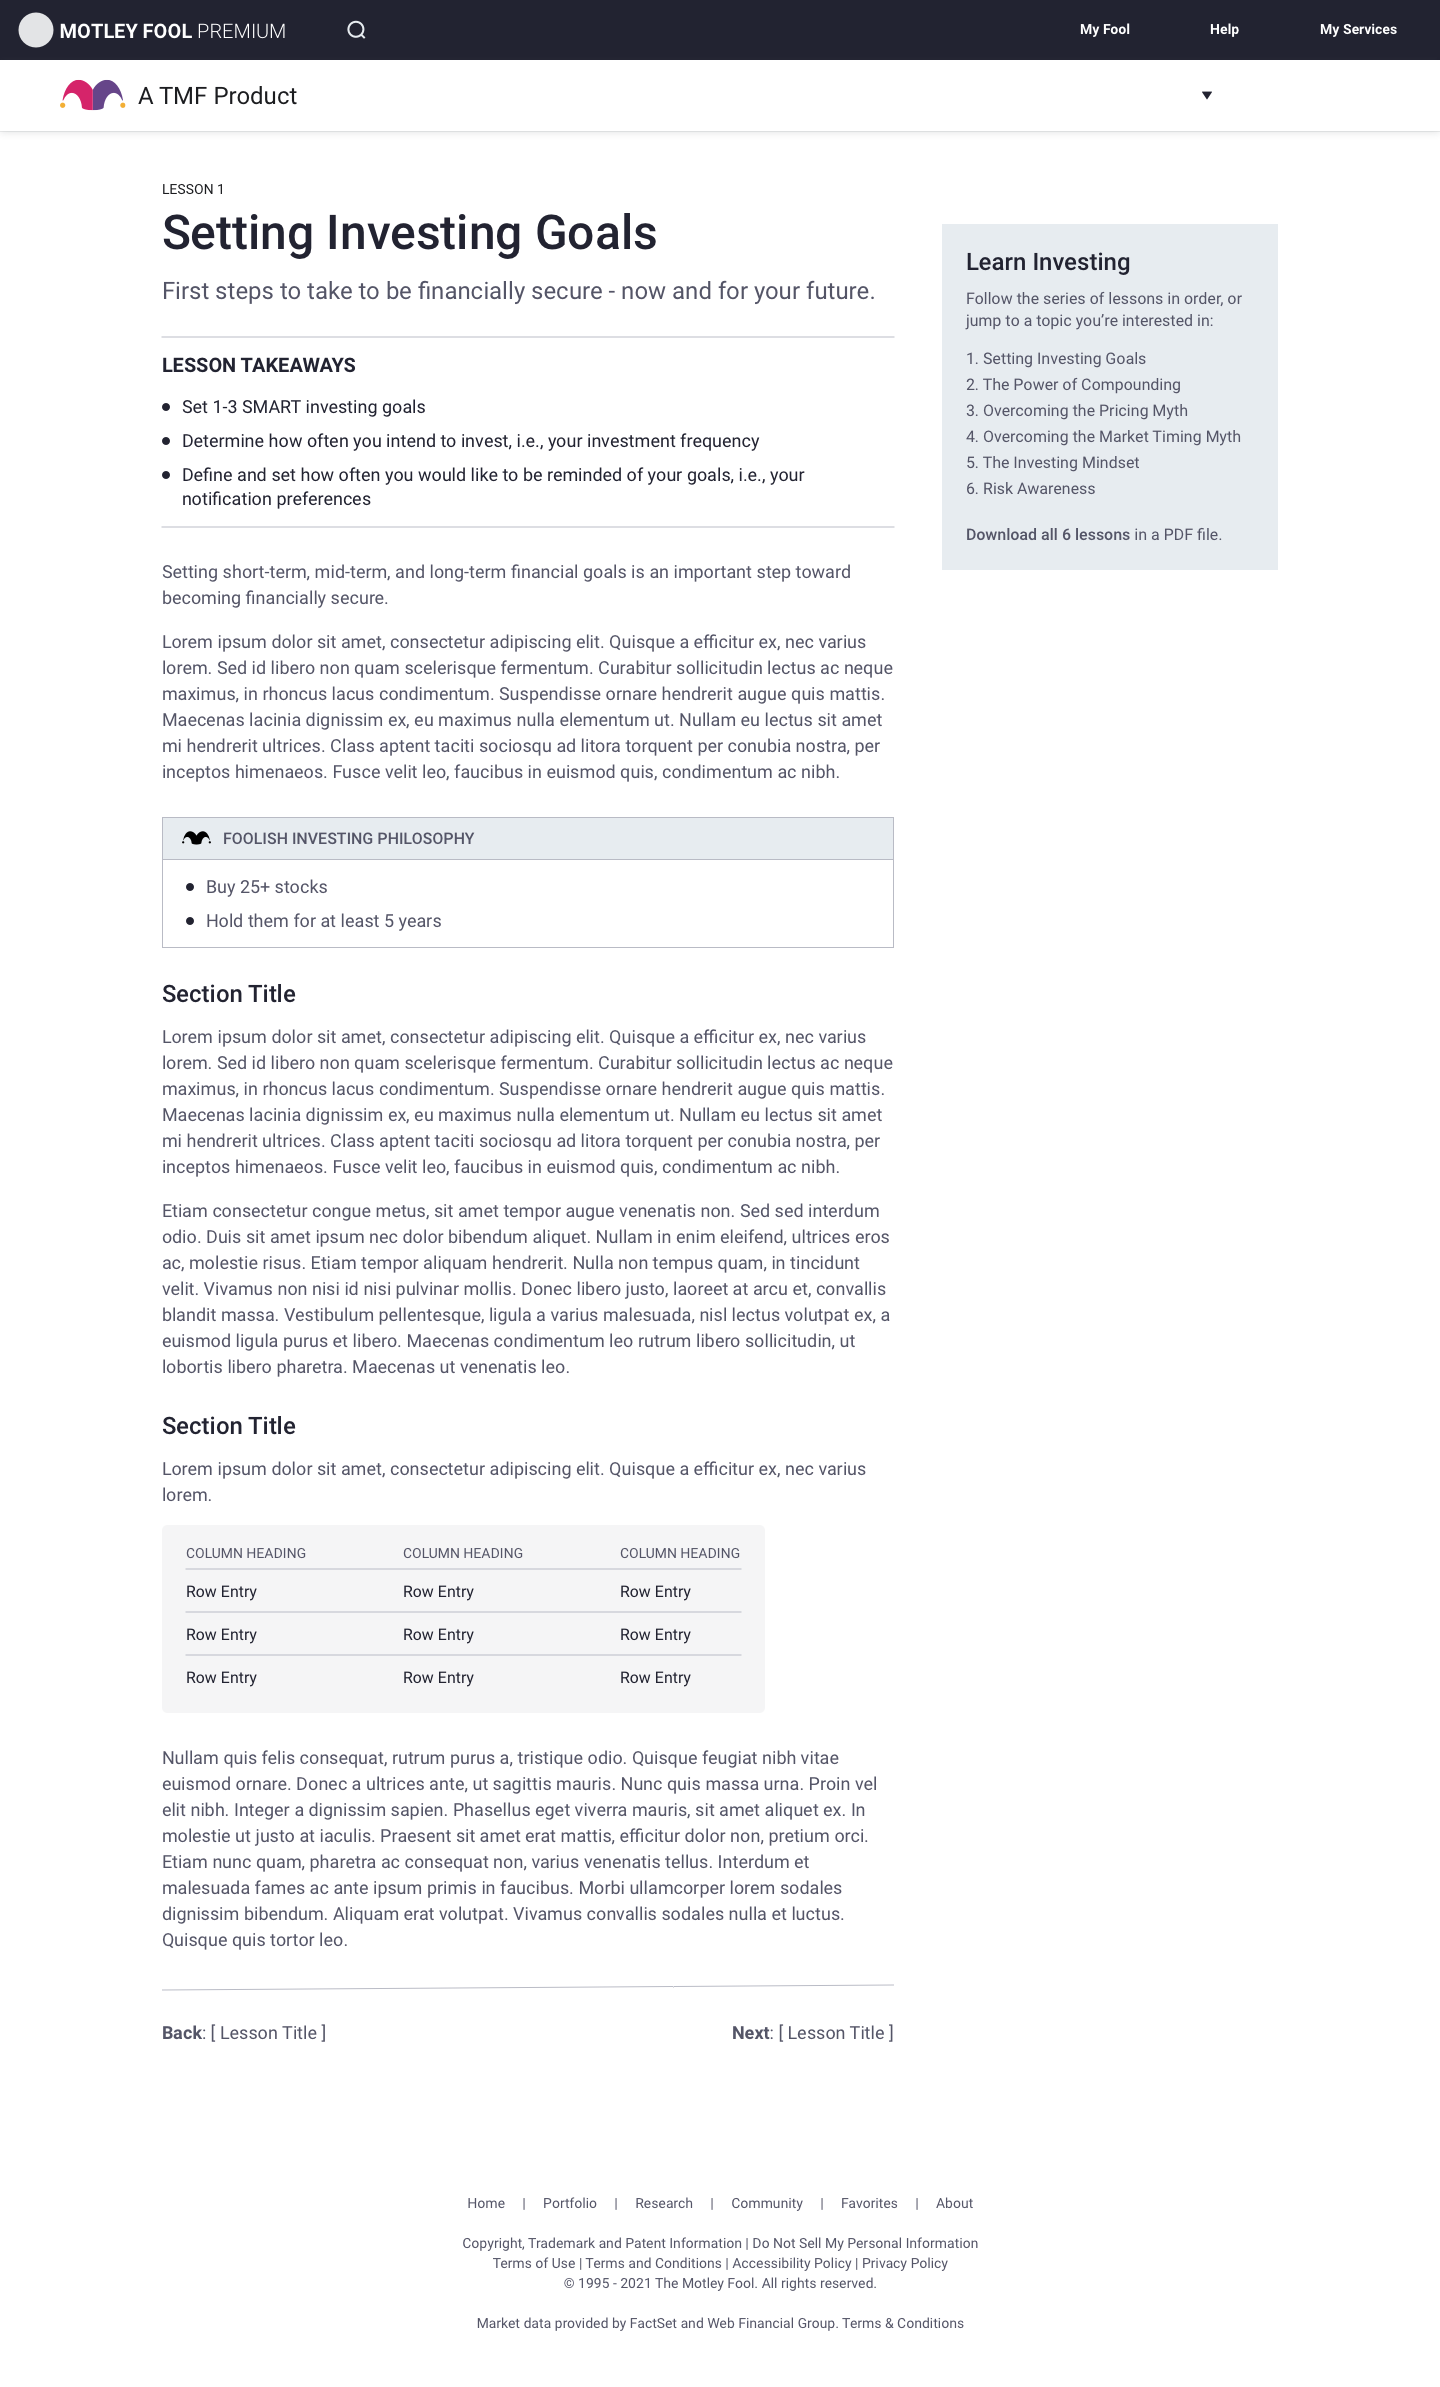 MOTLEY FOOL PREMIUM
My Fool
Help
My Services
A TMF Product
LESSON 1
Setting Investing Goals
First steps to take to be financially secure - now and for your future.
LESSON TAKEAWAYS
Set 1-3 SMART investing goals
Determine how often you intend to invest, i.e., your investment frequency
Define and set how often you would like to be reminded of your goals, i.e., your
notification preferences
Setting short-term, mid-term, and long-term financial goals is an important step toward
becoming financially secure.
Lorem ipsum dolor sit amet, consectetur adipiscing elit. Quisque a efficitur ex, nec varius
lorem. Sed id libero non quam scelerisque fermentum. Curabitur sollicitudin lectus ac neque
maximus, in rhoncus lacus condimentum. Suspendisse ornare hendrerit augue quis mattis.
Maecenas lacinia dignissim ex, eu maximus nulla elementum ut. Nullam eu lectus sit amet
mi hendrerit ultrices. Class aptent taciti sociosqu ad litora torquent per conubia nostra, per
inceptos himenaeos. Fusce velit leo, faucibus in euismod quis, condimentum ac nibh.
FOOLISH INVESTING PHILOSOPHY
Buy 25+ stocks
Hold them for at least 5 years
Section Title
Lorem ipsum dolor sit amet, consectetur adipiscing elit. Quisque a efficitur ex, nec varius
lorem. Sed id libero non quam scelerisque fermentum. Curabitur sollicitudin lectus ac neque
maximus, in rhoncus lacus condimentum. Suspendisse ornare hendrerit augue quis mattis.
Maecenas lacinia dignissim ex, eu maximus nulla elementum ut. Nullam eu lectus sit amet
mi hendrerit ultrices. Class aptent taciti sociosqu ad litora torquent per conubia nostra, per
inceptos himenaeos. Fusce velit leo, faucibus in euismod quis, condimentum ac nibh.
Etiam consectetur congue metus, sit amet tempor augue venenatis non. Sed sed interdum
odio. Duis sit amet ipsum nec dolor bibendum aliquet. Nullam in enim eleifend, ultrices eros
ac, molestie risus. Etiam tempor aliquam hendrerit. Nulla non tempus quam, in tincidunt
velit. Vivamus non nisi id nisi pulvinar mollis. Donec libero justo, laoreet at arcu et, convallis
blandit massa. Vestibulum pellentesque, ligula a varius malesuada, nisl lectus volutpat ex, a
euismod ligula purus et libero. Maecenas condimentum leo rutrum libero sollicitudin, ut
lobortis libero pharetra. Maecenas ut venenatis leo.
Section Title
Lorem ipsum dolor sit amet, consectetur adipiscing elit. Quisque a efficitur ex, nec varius
lorem.
COLUMN HEADING COLUMN HEADING COLUMN HEADING
Row Entry Row Entry Row Entry
Row Entry Row Entry Row Entry
Row Entry Row Entry Row Entry
Nullam quis felis consequat, rutrum purus a, tristique odio. Quisque feugiat nibh vitae
euismod ornare. Donec a ultrices ante, ut sagittis mauris. Nunc quis massa urna. Proin vel
elit nibh. Integer a dignissim sapien. Phasellus eget viverra mauris, sit amet aliquet ex. In
molestie ut justo at iaculis. Praesent sit amet erat mattis, efficitur dolor non, pretium orci.
Etiam nunc quam, pharetra ac consequat non, varius venenatis tellus. Interdum et
malesuada fames ac ante ipsum primis in faucibus. Morbi ullamcorper lorem sodales
dignissim bibendum. Aliquam erat volutpat. Vivamus convallis sodales nulla et luctus.
Quisque quis tortor leo.
Back: [ Lesson Title ]
Next: [ Lesson Title ]
Learn Investing
Follow the series of lessons in order, or
jump to a topic you’re interested in:
1. Setting Investing Goals
2. The Power of Compounding
3. Overcoming the Pricing Myth
4. Overcoming the Market Timing Myth
5. The Investing Mindset
6. Risk Awareness
Download all 6 lessons in a PDF file.
Home | Portfolio | Research | Community | Favorites | About
Copyright, Trademark and Patent Information | Do Not Sell My Personal Information
Terms of Use | Terms and Conditions | Accessibility Policy | Privacy Policy
© 1995 - 2021 The Motley Fool. All rights reserved.
Market data provided by FactSet and Web Financial Group. Terms & Conditions